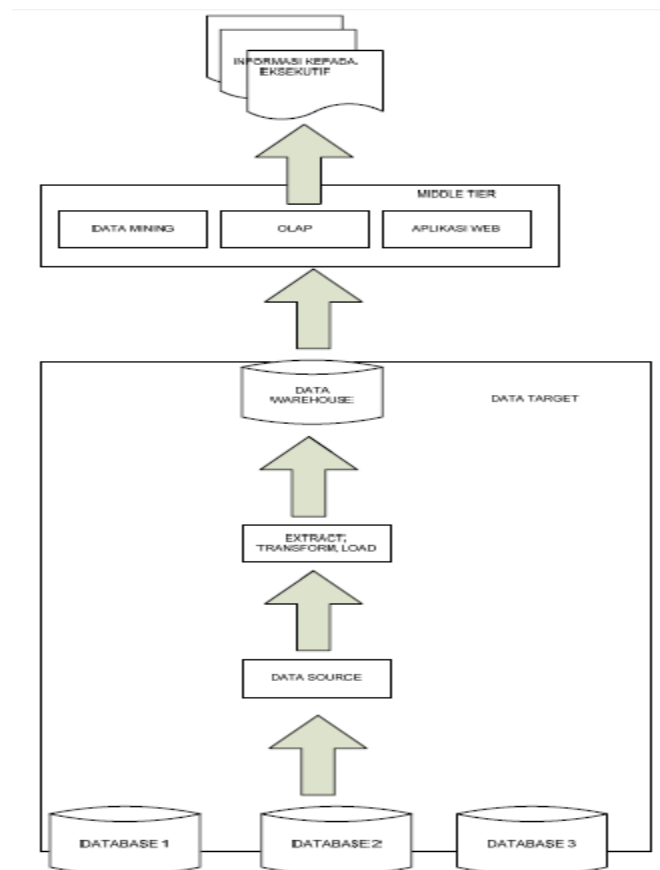 INFORMASI KEPADA
EKSEKUTIF
MIDDLE TIER
DATA MINING
OLAP
APLIKASI WEB
DATA
WAREHOUSE
DATA TARGET
EXTRACT,
TRANSFORM, LOAD
DATA SOURCE
DATABASE 1
DATABASE 2
DATABASE 3